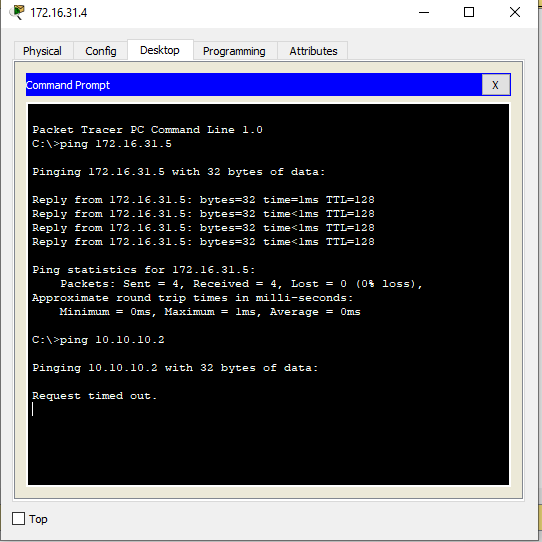 172.16.31.4
Physical Config Desktop Programming Attributes
Command Prompt X
Packet Tracer PC Command Line 1.0
C:\>ping 172.16.31.5
Pinging 172.16.31.5 with 32 bytes of data:
Reply from 172.16.31.5: bytes=32 time=1ms TTL=128
Reply from 172.16.31.5: bytes=32 time<1ms TTL=128
Reply from 172.16.31.5: bytes=32 time<1ms TTL=128
Reply from 172.16.31.5: bytes=32 time<1ms TTL=128
Ping statistics for 172.16.31.5:
Packets: Sent = 4, Received = 4, Lost = 0 (0% loss),
Approximate round trip times in milli-seconds:
Minimum = 0ms, Maximum = 1ms, Average = 0ms
C:\>ping 10.10.10.2
Pinging 10.10.10.2 with 32 bytes of data:
Request timed out.
Top